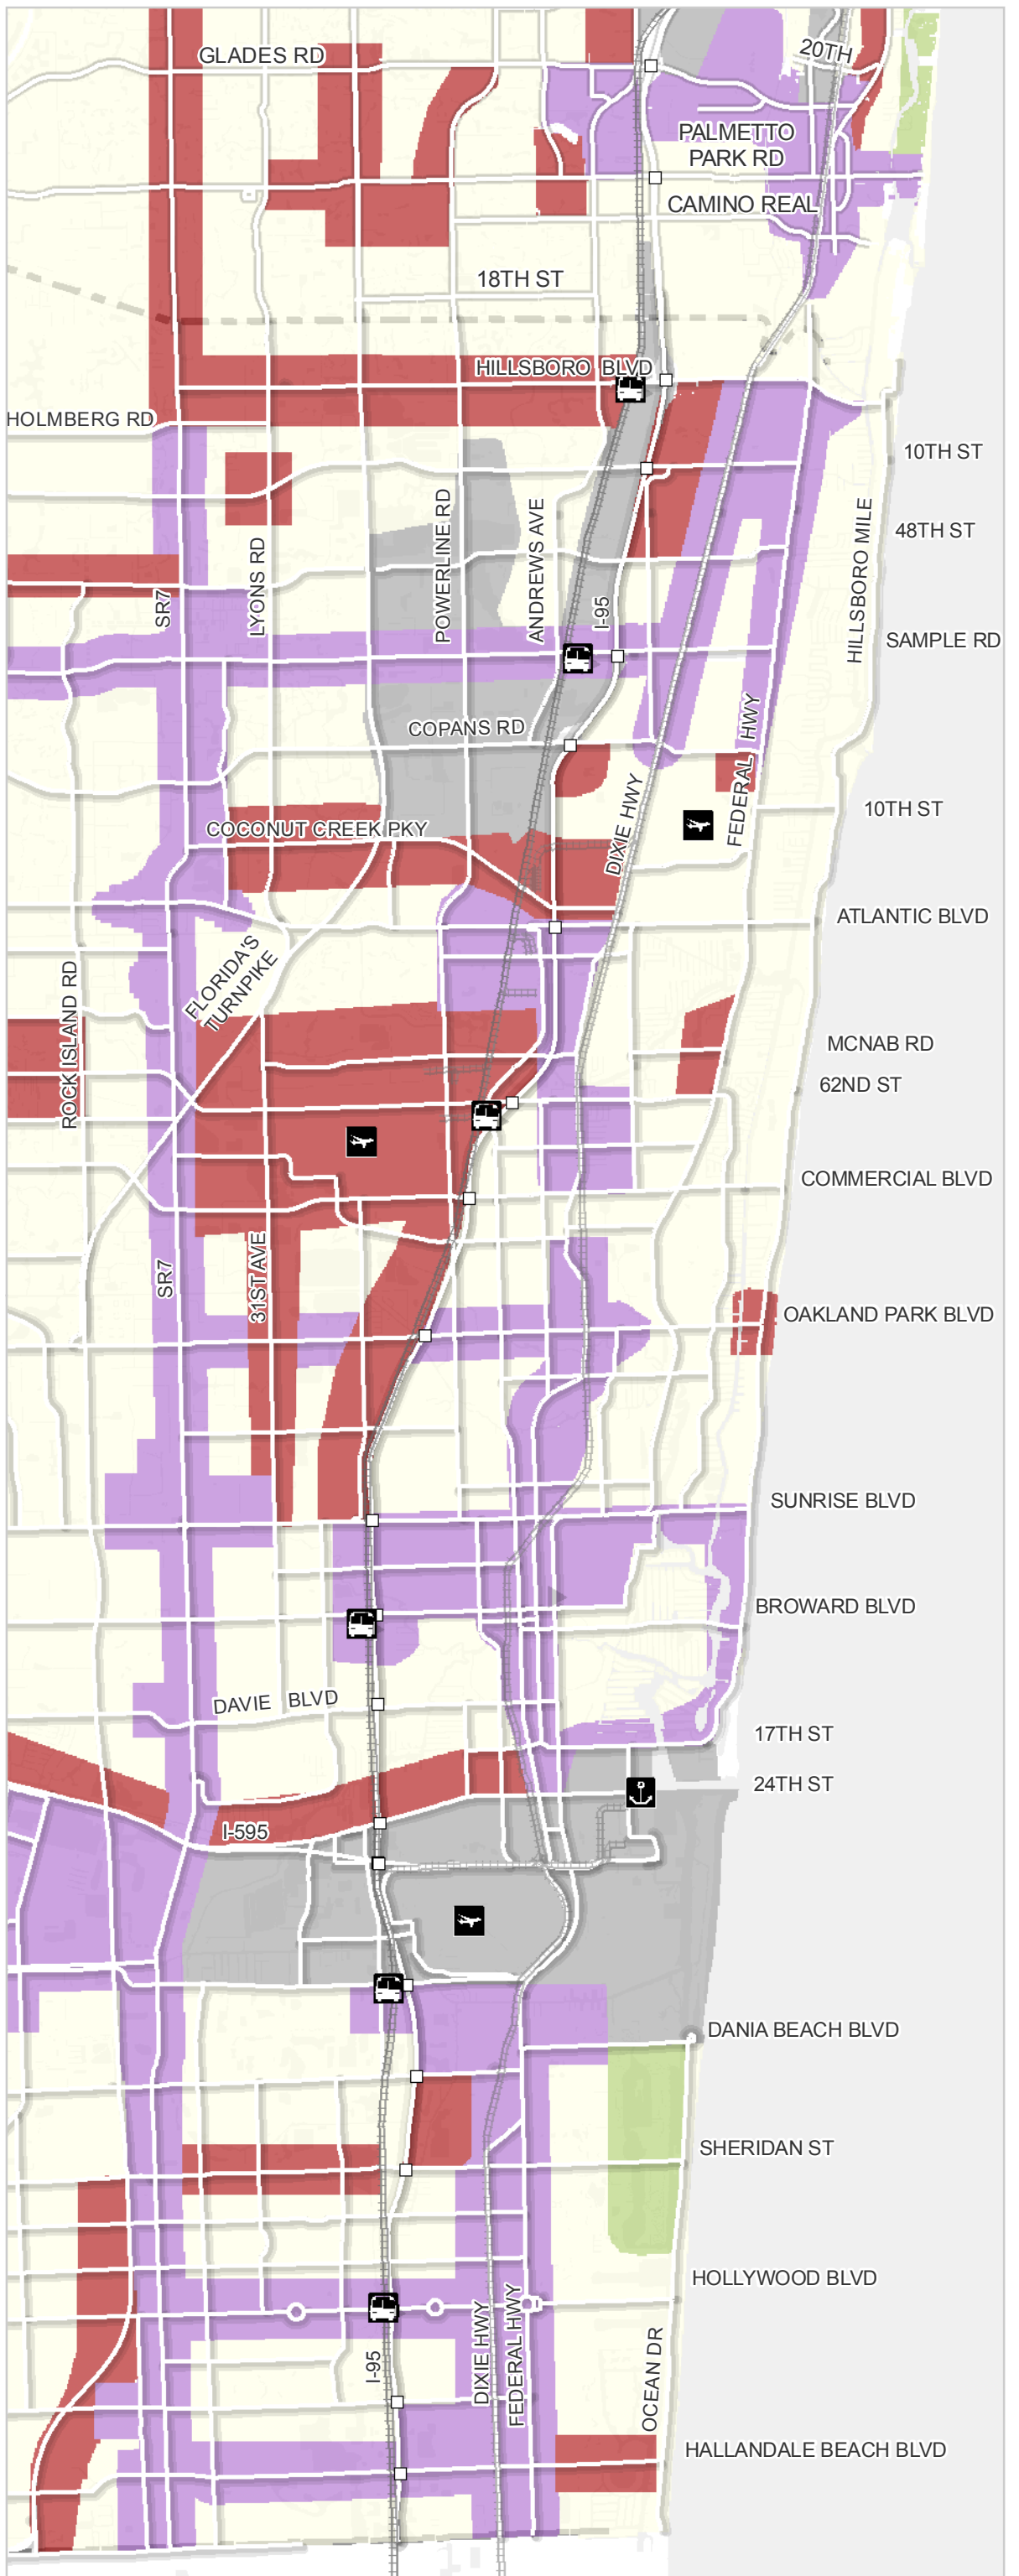 GLADES RD
20TH
PALMETTO
PARK RD
CAMINO REAL
18TH ST
HILLSBORO BLVD
HOLMBERG RD
10TH ST
48TH ST
HILLSBORO MILE
POWERLINE RD
ANDREWS AVE
LYONS RD
SR7
I-95
SAMPLE RD
COPANS RD
FEDERAL HWY
DIXIE HWY
10TH ST
COCONUT CREEK PKY
ATLANTIC BLVD
FLORIDA'S
TURNPIKE
ROCK ISLAND RD
MCNAB RD
62ND ST
COMMERCIAL BLVD
SR7
31ST AVE
OAKLAND PARK BLVD
SUNRISE BLVD
BROWARD BLVD
DAVIE BLVD
17TH ST
24TH ST
I-595
DANIA BEACH BLVD
SHERIDAN ST
HOLLYWOOD BLVD
I-95
DIXIE HWY
FEDERAL HWY
OCEAN DR
HALLANDALE BEACH BLVD